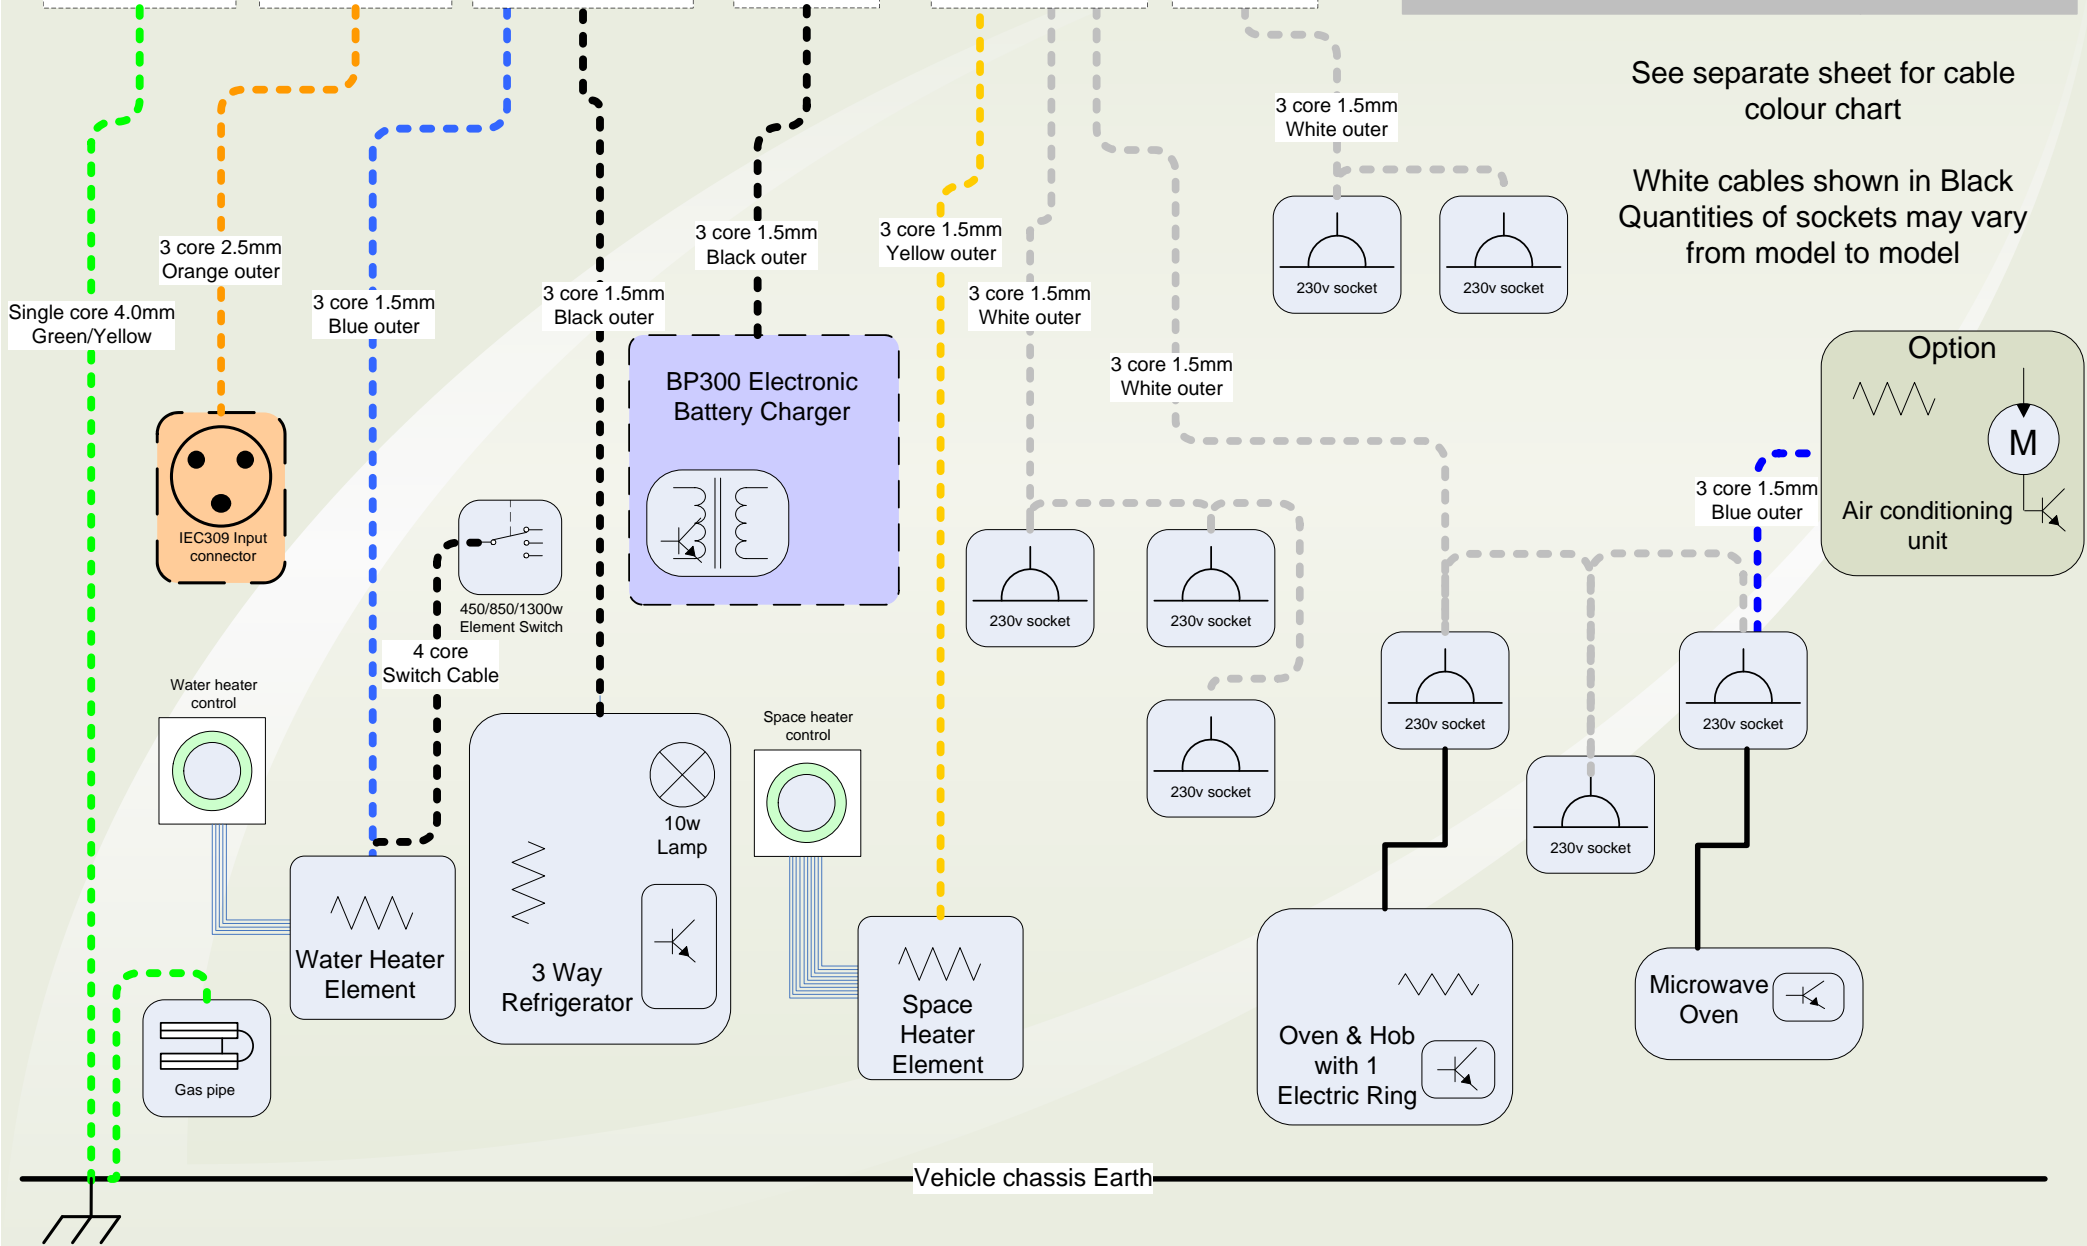 See separate sheet for cable
colour chart
White cables shown in Black
Quantities of sockets may vary
from model to model
3 core 1.5mm
White outer
230v socket
230v socket
3 core 2.5mm
Orange outer
3 core 1.5mm
Black outer
3 core 1.5mm
Yellow outer
Single core 4.0mm
Green/Yellow
3 core 1.5mm
Blue outer
3 core 1.5mm
Black outer
3 core 1.5mm
White outer
3 core 1.5mm
White outer
Option
M
Air conditioning
unit
3 core 1.5mm
Blue outer
BP300 Electronic
Battery Charger
IEC309 Input
connector
450/850/1300w
Element Switch
4 core
Switch Cable
230v socket
230v socket
230v socket
230v socket
230v socket
230v socket
Water heater
control
Space heater
control
10w
Lamp
3 Way
Refrigerator
Water Heater
Element
Space
Heater
Element
Gas pipe
Oven & Hob
with 1
Electric Ring
Microwave
Oven
Vehicle chassis Earth